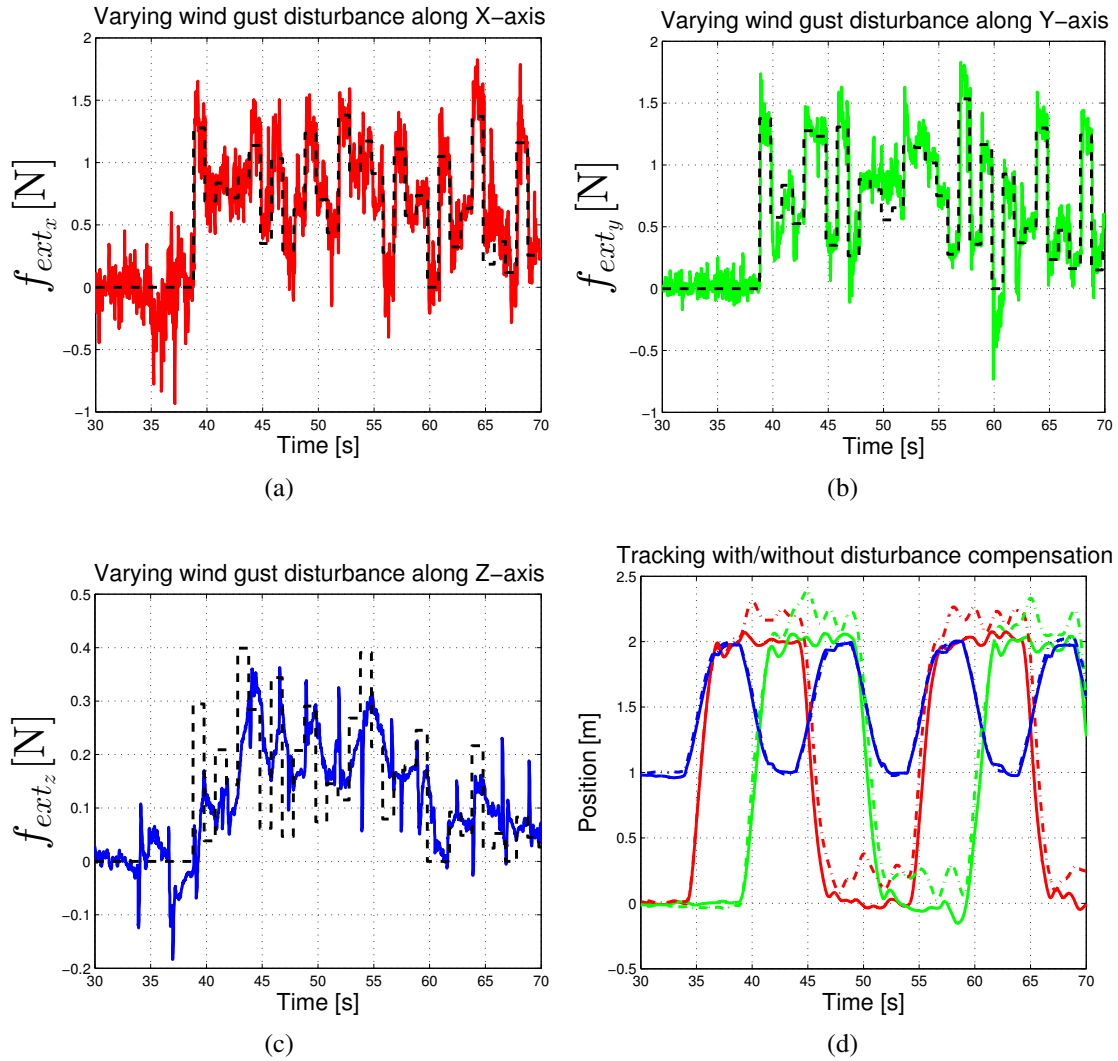 Varying wind gust disturbance along X−axis
2
1.5
1
0.5
0
−0.5
−1
f ext x [N]
30 35 40 45 50 55 60 65 70
Time [s]
(a)
Varying wind gust disturbance along Y−axis
2
1.5
1
0.5
0
−0.5
−1
f ext y [N]
30 35 40 45 50 55 60 65 70
Time [s]
(b)
Varying wind gust disturbance along Z−axis
0.5
0.4
0.3
0.2
0.1
0
−0.1
−0.2
f ext z [N]
30 35 40 45 50 55 60 65 70
Time [s]
(c)
Tracking with/without disturbance compensation
2.5
2
1.5
1
0.5
0
−0.5
Position [m]
30 35 40 45 50 55 60 65 70
Time [s]
(d)